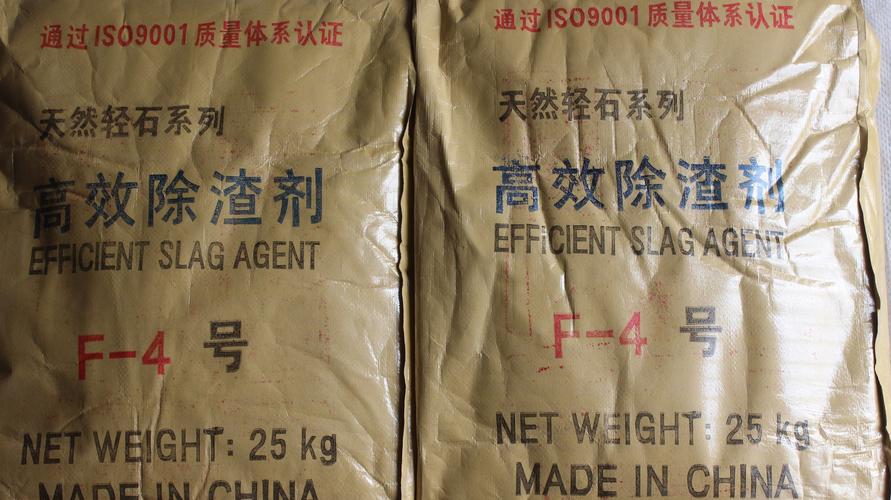 通过ISO9001质量体系认证
天然轻石系列
高效除渣剂
EFFICIENT SLAG AGENT
F-4号
NET WEIGHT: 25 kg
MADE IN CHINA
通过ISO9001质量体系认证
天然轻石系列
高效除渣剂
EFFiCIENT SLAG AGENT
F-4号
NET WEIGHT: 25 kg
MADE IN CHINA